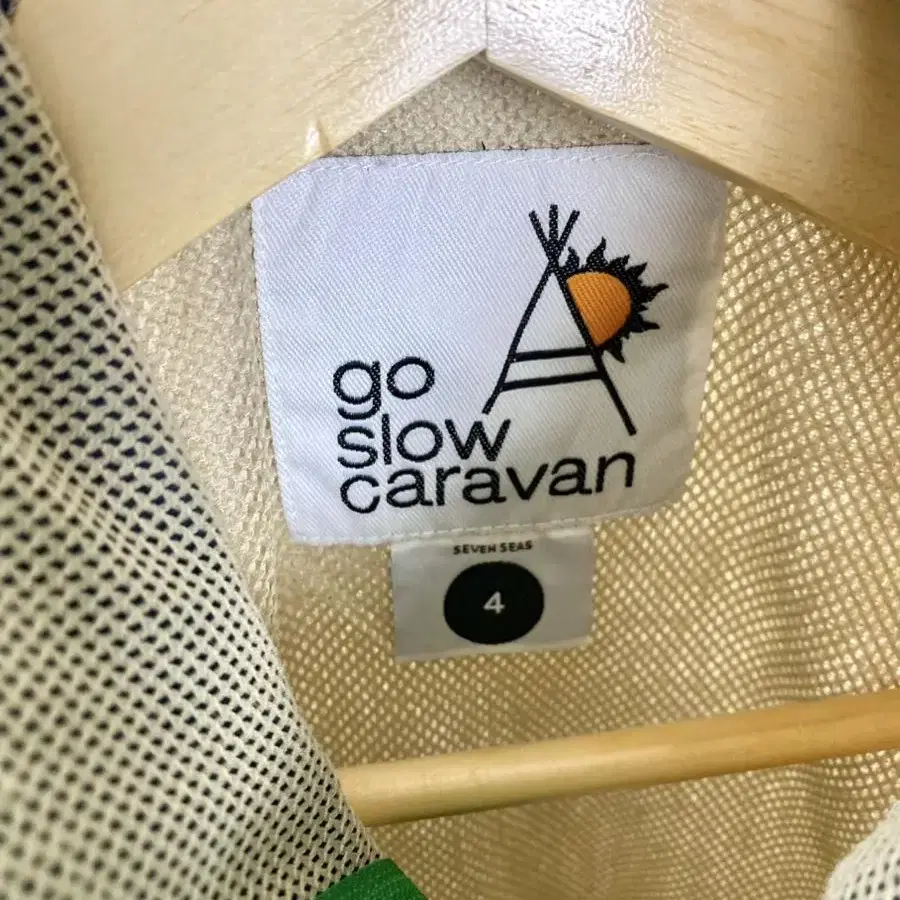 go
slow
caravan
SEVEN SEAS
4